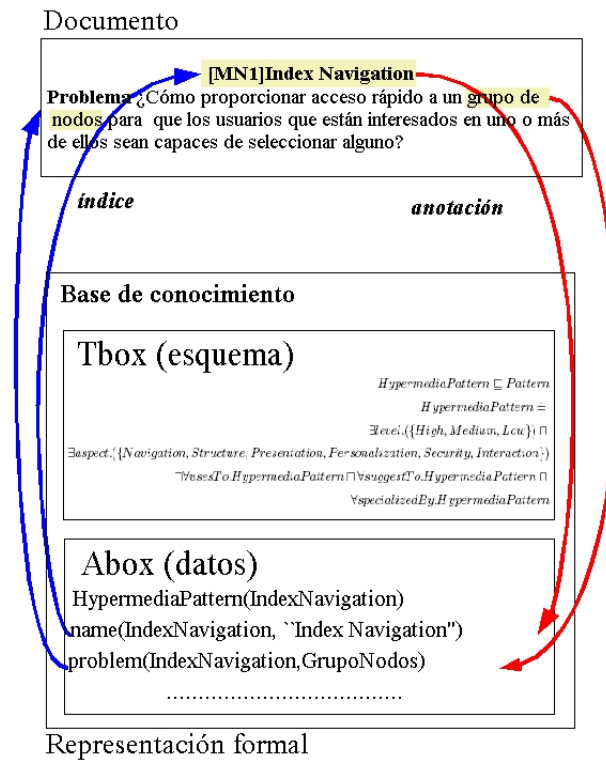 Documento
[MN1]Index Navigation
Problema ¿Cómo proporcionar acceso rápido a un grupo de
nodos para que los usuarios que están interesados en uno o más
de ellos sean capaces de seleccionar alguno?
índice
anotación
Base de conocimiento
Tbox (esquema)
HypermediaPattern ⊑ Pattern
HypermediaPattern ≐
∃level.({High, Medium, Low}) ⊓
∃aspect.({Navigation, Structure, Presentation, Personalization, Security, Interaction})
⊓∀usesTo.HypermediaPattern ⊓ ∀suggestTo.HypermediaPattern ⊓
∀specializedBy.HypermediaPattern
Abox (datos)
HypermediaPattern(IndexNavigation)
name(IndexNavigation, ``Index Navigation'')
problem(IndexNavigation,GrupoNodos)
.....................................
Representación formal